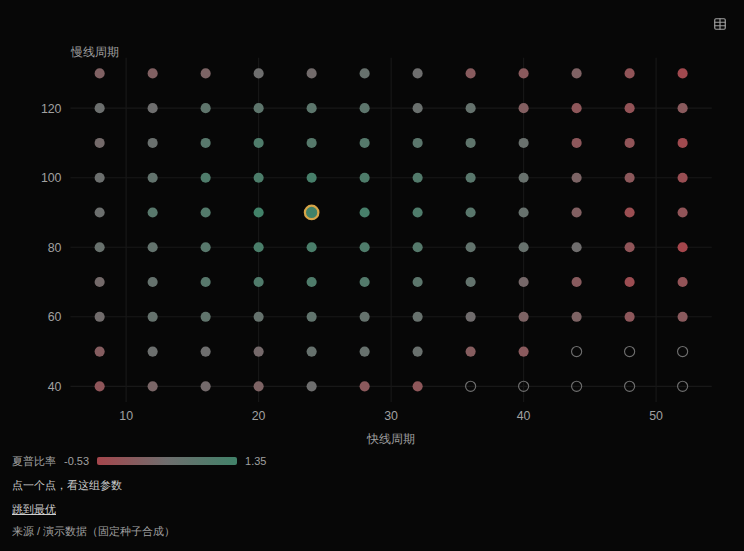 慢线周期
120
100
80
60
40
10 20 30 40 50
快线周期
夏普比率 -0.53 1.35
点一个点，看这组参数
跳到最优
来源 / 演示数据（固定种子合成）